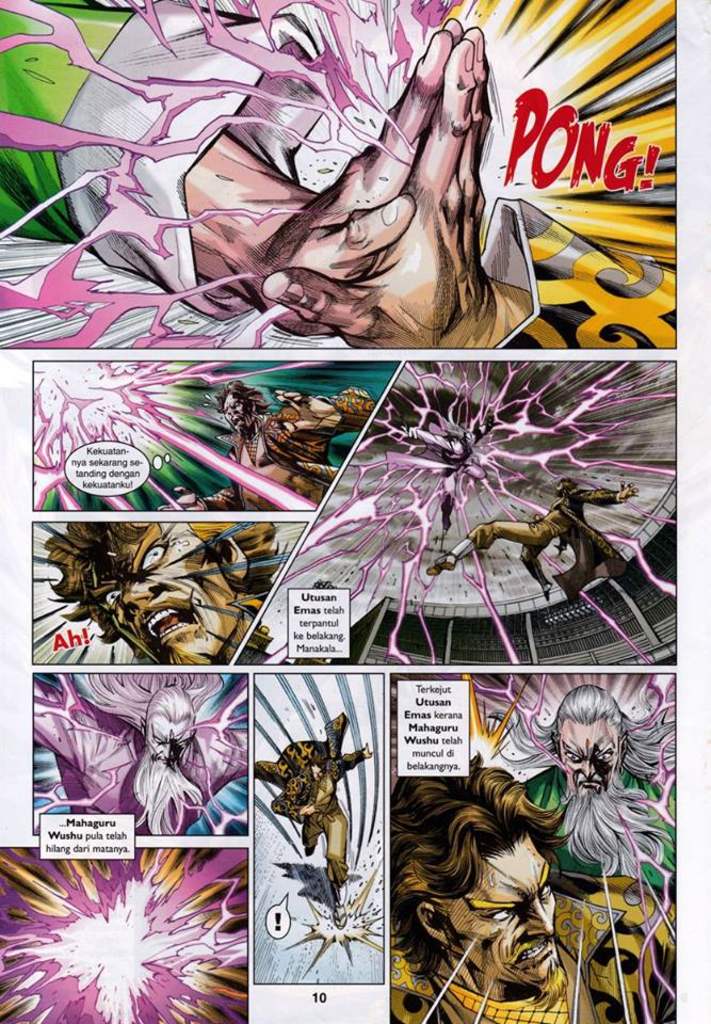 PONG!
Kekuatan-
nya sekarang se-
tanding dengan
kekuatanku!
Ah!
Utusan
Emas telah
terpantul
ke belakang.
Manakala...
...Mahaguru
Wushu pula telah
hilang dari matanya.
!
Terkejut
Utusan
Emas kerana
Mahaguru
Wushu telah
muncul di
belakangnya.
10